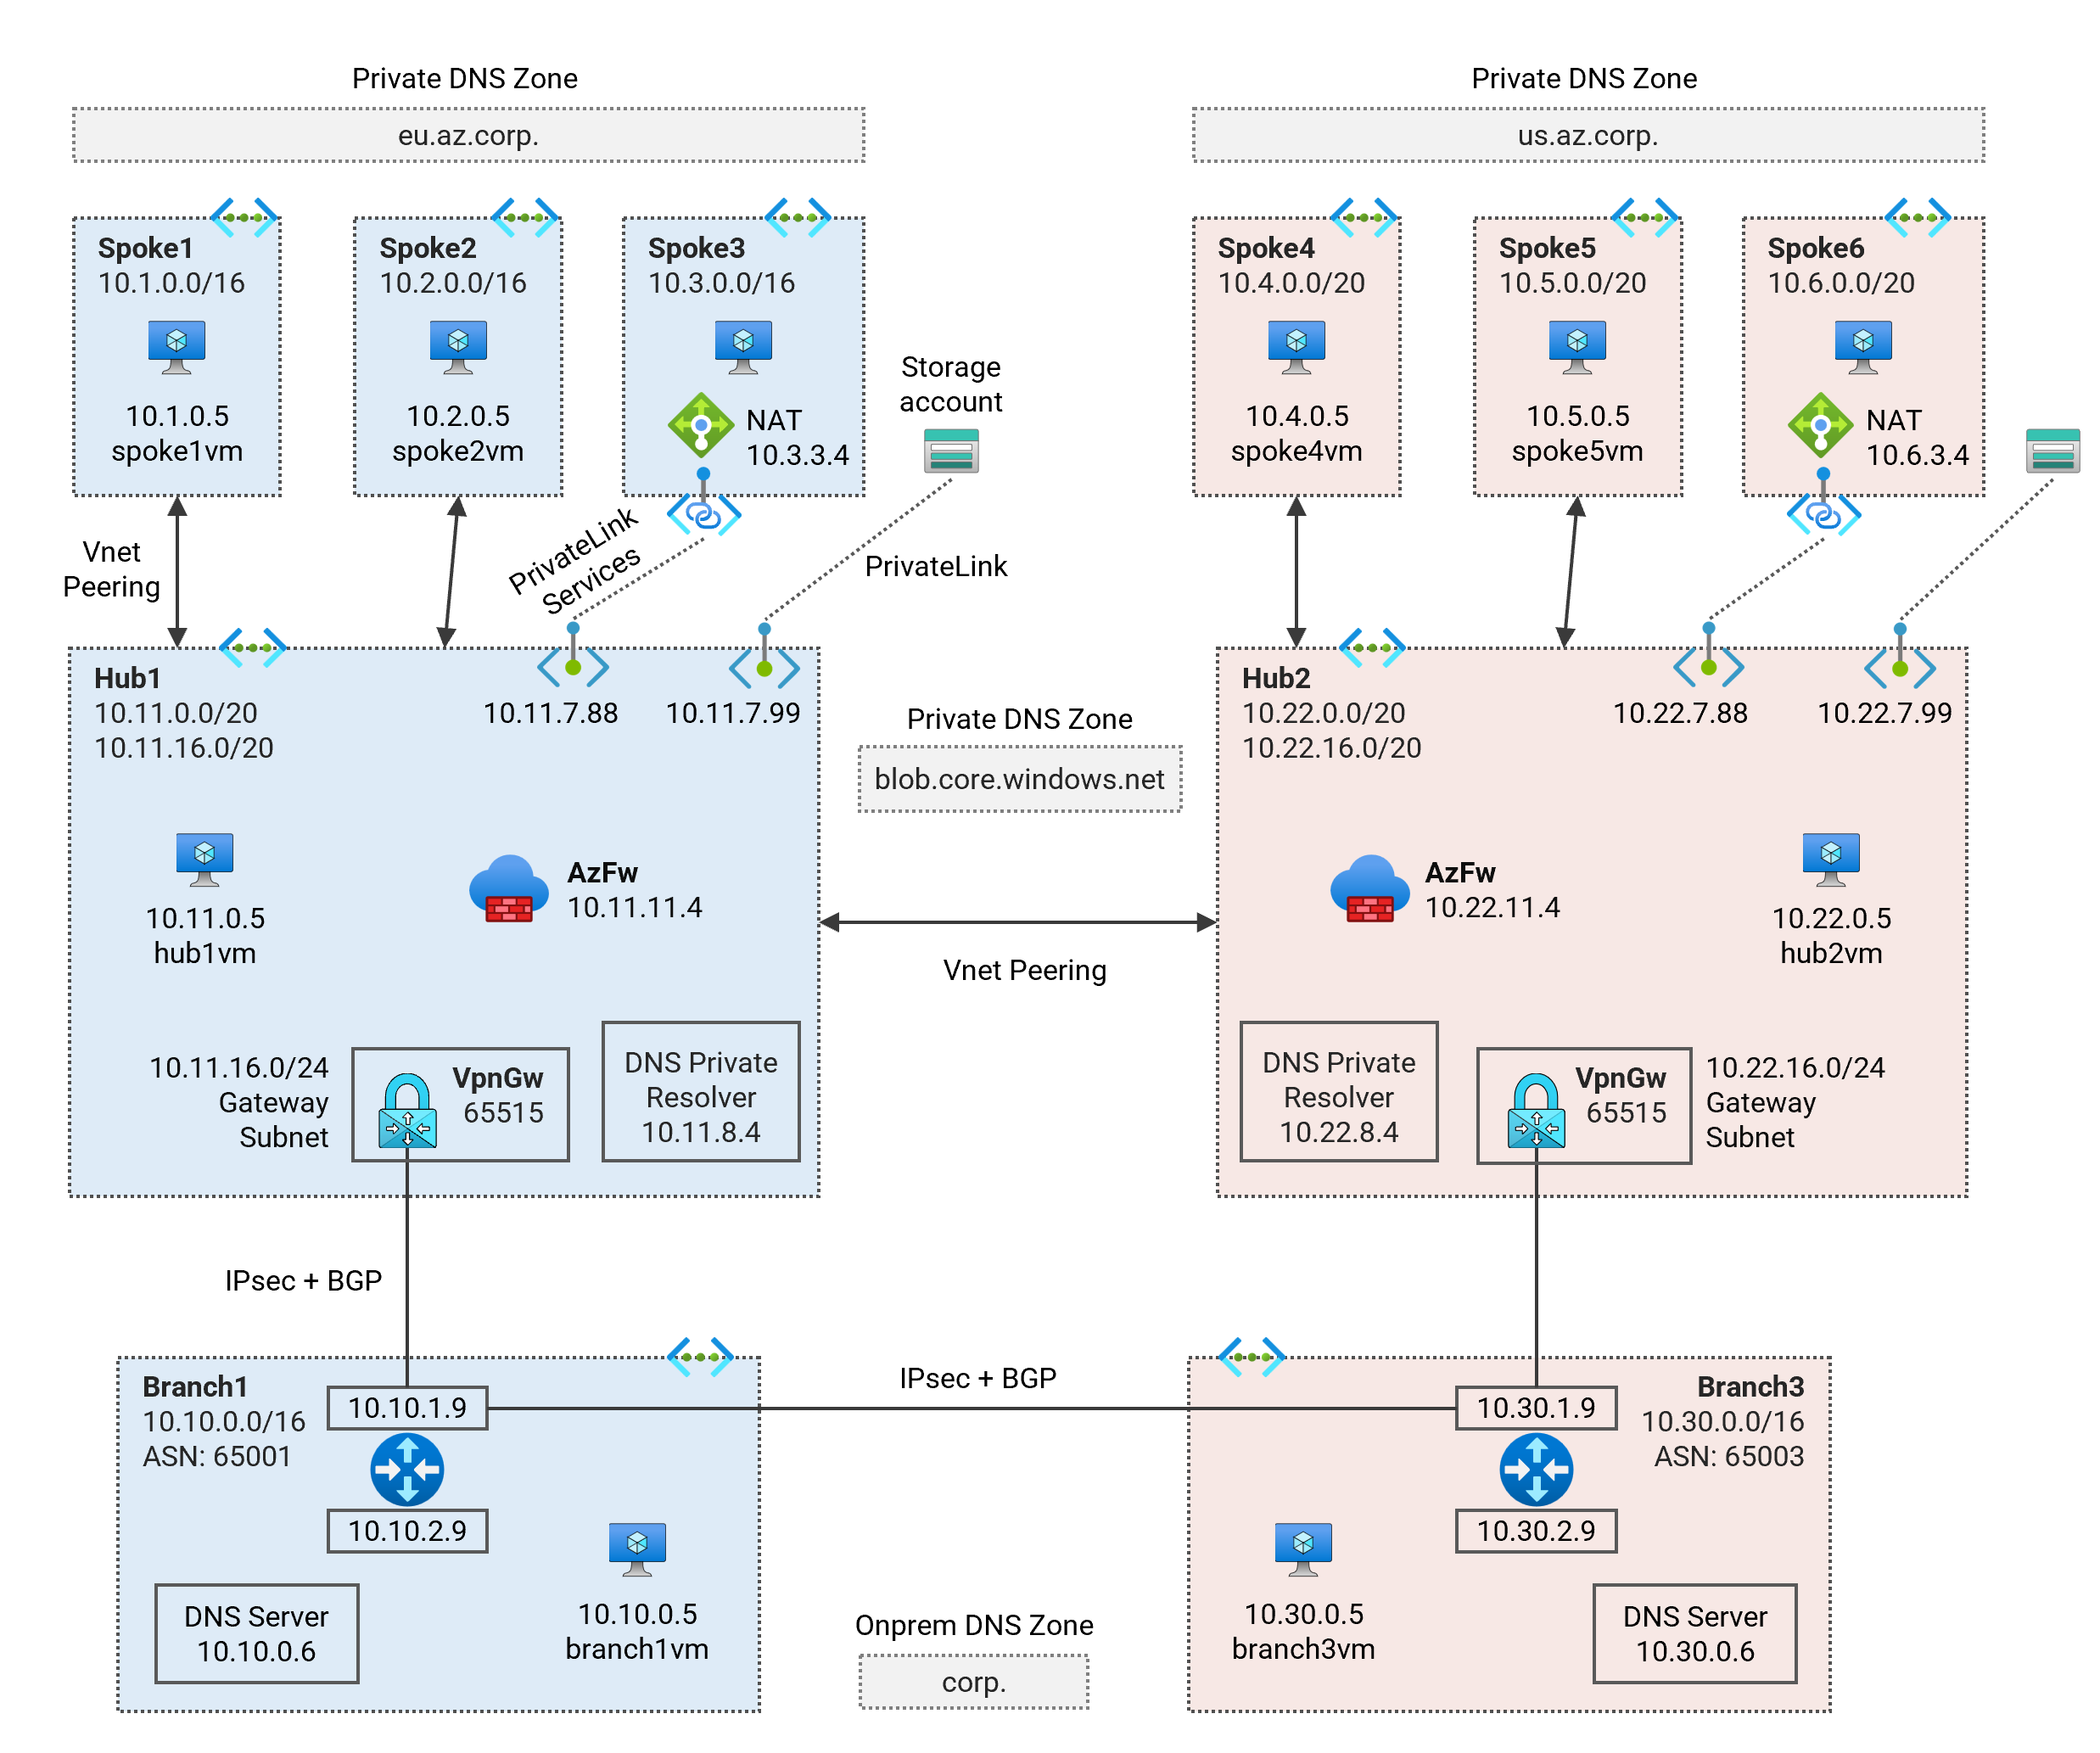 Private DNS Zone
eu.az.corp.
Private DNS Zone
us.az.corp.
Spoke1
10.1.0.0/16
10.1.0.5
spoke1vm
Spoke2
10.2.0.0/16
10.2.0.5
spoke2vm
Spoke3
10.3.0.0/16
NAT
10.3.3.4
Storage
account
Spoke4
10.4.0.0/20
10.4.0.5
spoke4vm
Spoke5
10.5.0.0/20
10.5.0.5
spoke5vm
Spoke6
10.6.0.0/20
NAT
10.6.3.4
Vnet
Peering
PrivateLink
Services
PrivateLink
Hub1
10.11.0.0/20
10.11.16.0/20
10.11.7.88
10.11.7.99
10.11.0.5
hub1vm
AzFw
10.11.11.4
10.11.16.0/24
Gateway
Subnet
VpnGw
65515
DNS Private
Resolver
10.11.8.4
Private DNS Zone
blob.core.windows.net
Vnet Peering
Hub2
10.22.0.0/20
10.22.16.0/20
10.22.7.88
10.22.7.99
AzFw
10.22.11.4
10.22.0.5
hub2vm
DNS Private
Resolver
10.22.8.4
VpnGw
65515
10.22.16.0/24
Gateway
Subnet
IPsec + BGP
Branch1
10.10.0.0/16
ASN: 65001
10.10.1.9
10.10.2.9
DNS Server
10.10.0.6
10.10.0.5
branch1vm
IPsec + BGP
Onprem DNS Zone
corp.
10.30.1.9
10.30.2.9
Branch3
10.30.0.0/16
ASN: 65003
10.30.0.5
branch3vm
DNS Server
10.30.0.6